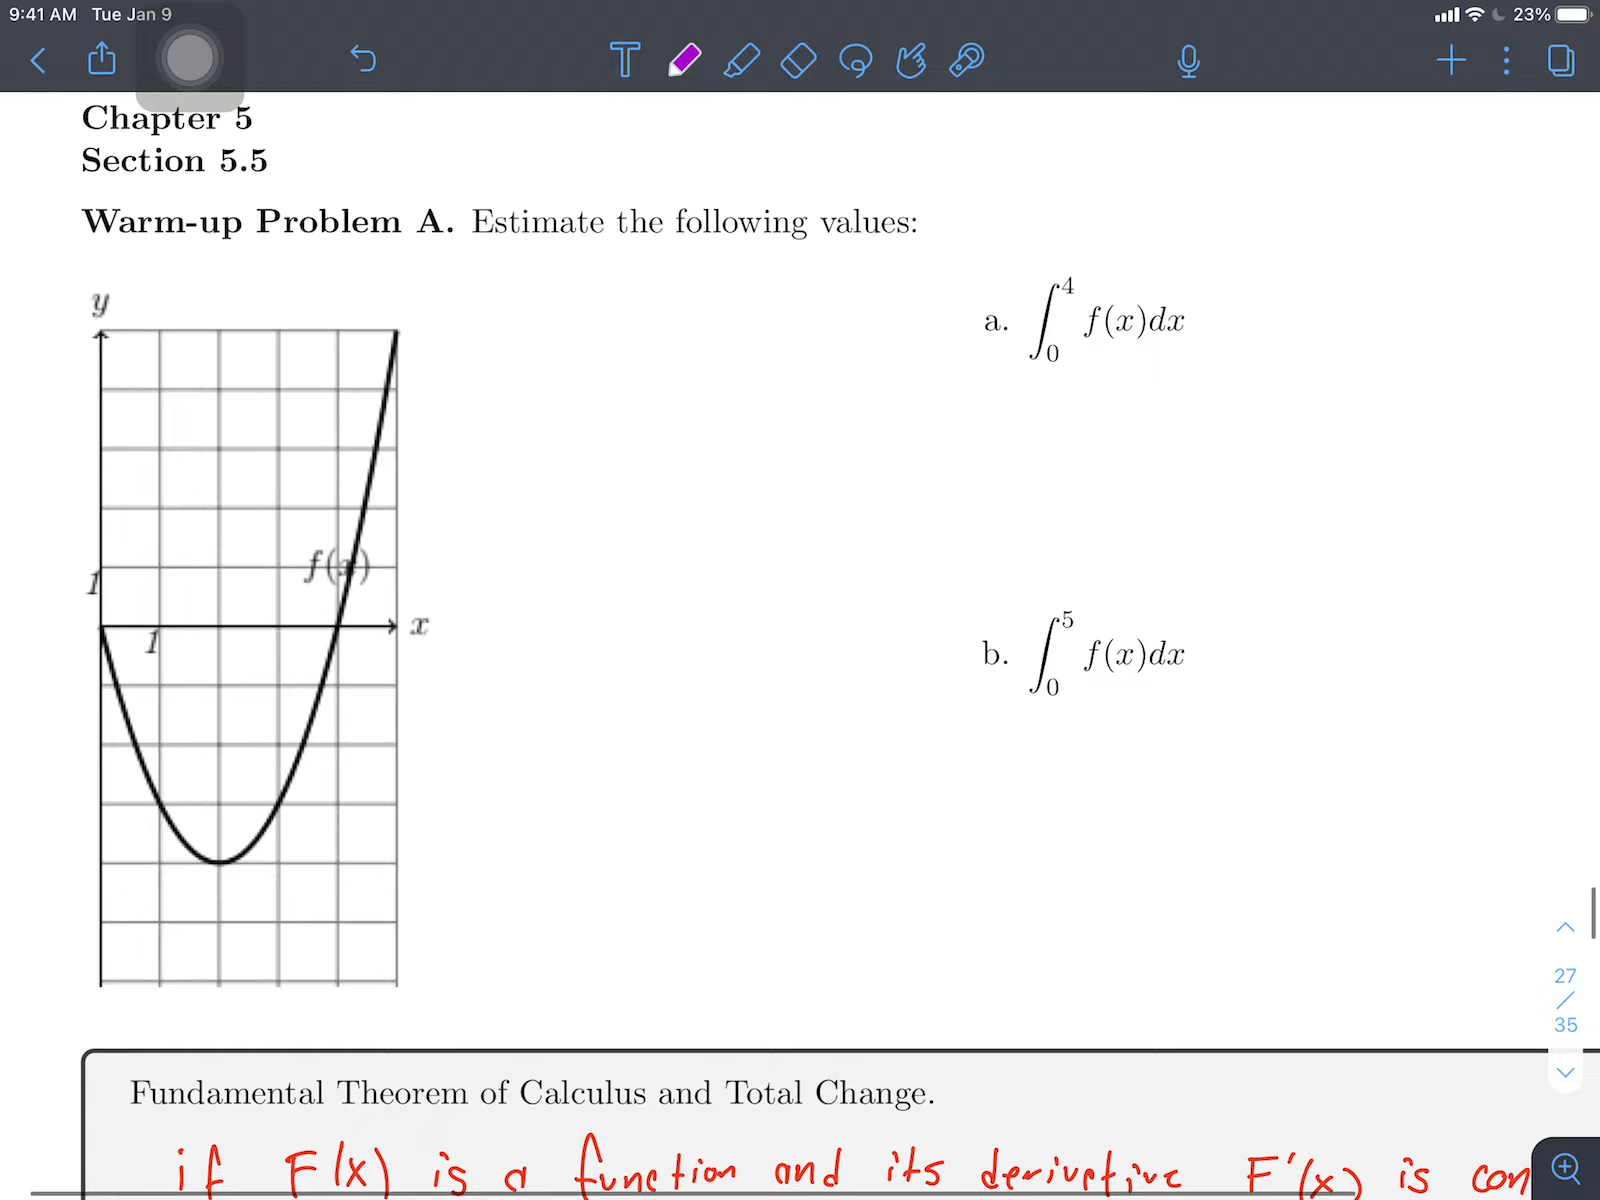 9:41 AM Tue Jan 9
23%
T
Chapter 5
Section 5.5
Warm-up Problem A. Estimate the following values:
y
a. ∫₀⁴ f(x)dx
f(x)
1
x
1
b. ∫₀⁵ f(x)dx
27
/
35
Fundamental Theorem of Calculus and Total Change.
if F(x) is a function and its derivative F'(x) is con